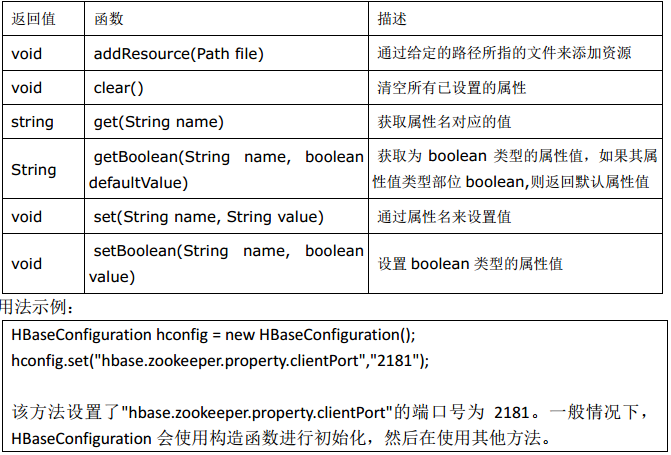 返回值 函数 描述
void addResource(Path file) 通过给定的路径所指的文件来添加资源
void clear() 清空所有已设置的属性
string get(String name) 获取属性名对应的值
String getBoolean(String name, boolean defaultValue) 获取为 boolean 类型的属性值，如果其属性值类型部位 boolean,则返回默认属性值
void set(String name, String value) 通过属性名来设置值
void setBoolean(String name, boolean value) 设置 boolean 类型的属性值
用法示例：
HBaseConfiguration hconfig = new HBaseConfiguration();
hconfig.set("hbase.zookeeper.property.clientPort","2181");
该方法设置了"hbase.zookeeper.property.clientPort"的端口号为 2181。一般情况下，
HBaseConfiguration 会使用构造函数进行初始化，然后在使用其他方法。